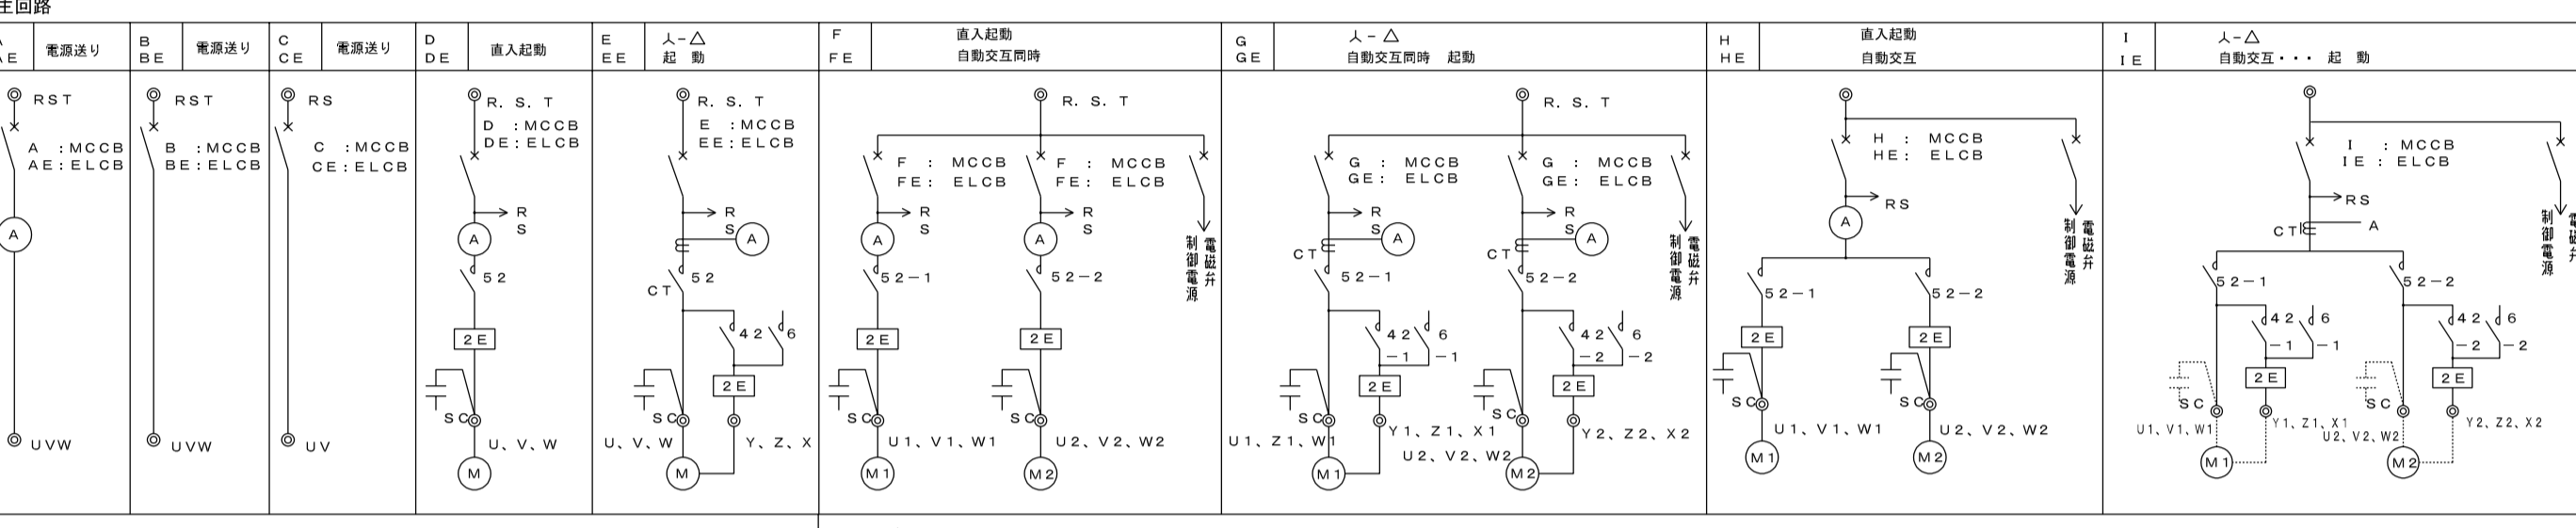 主回路
A
AE
電源送り
RST
A :MCCB
AE:ELCB
A
UVW
B
BE
電源送り
RST
B :MCCB
BE:ELCB
UVW
C
CE
電源送り
RS
C :MCCB
CE:ELCB
UV
D
DE
直入起動
R. S. T
D :MCCB
DE:ELCB
R
S
A
52
2E
SC
U、V、W
M
E
EE
人-△
起 動
R. S. T
E :MCCB
EE:ELCB
R
S
A
52
CT
42
6
2E
SC
U、V、W
Y、Z、X
M
F
FE
直入起動
自動交互同時
R. S. T
F : MCCB
FE: ELCB
F : MCCB
FE: ELCB
R
S
R
S
A
A
制御電源
電磁弁
52-1
52-2
2E
2E
SC
SC
U1、V1、W1
U2、V2、W2
M1
M2
G
GE
人-△
自動交互同時 起動
R. S. T
G : MCCB
GE: ELCB
G : MCCB
GE: ELCB
R
S
R
S
A
A
CT
CT
制御電源
電磁弁
52-1
52-2
42
-1
6
-1
42
-2
6
-2
2E
2E
SC
SC
U1、Z1、W1
Y1、Z1、X1
U2、V2、W2
Y2、Z2、X2
M1
M2
H
HE
直入起動
自動交互
H : MCCB
HE: ELCB
RS
A
制御電源
電磁弁
52-1
52-2
2E
2E
SC
SC
U1、V1、W1
U2、V2、W2
M1
M2
I
IE
人-△
自動交互・・・ 起 動
I : MCCB
IE : ELCB
RS
CT
A
制御電源
電磁弁
52-1
52-2
42
-1
6
-1
42
-2
6
-2
2E
2E
SC
SC
U1、V1、W1
Y1、Z1、X1
U2、V2、W2
Y2、Z2、X2
M1
M2